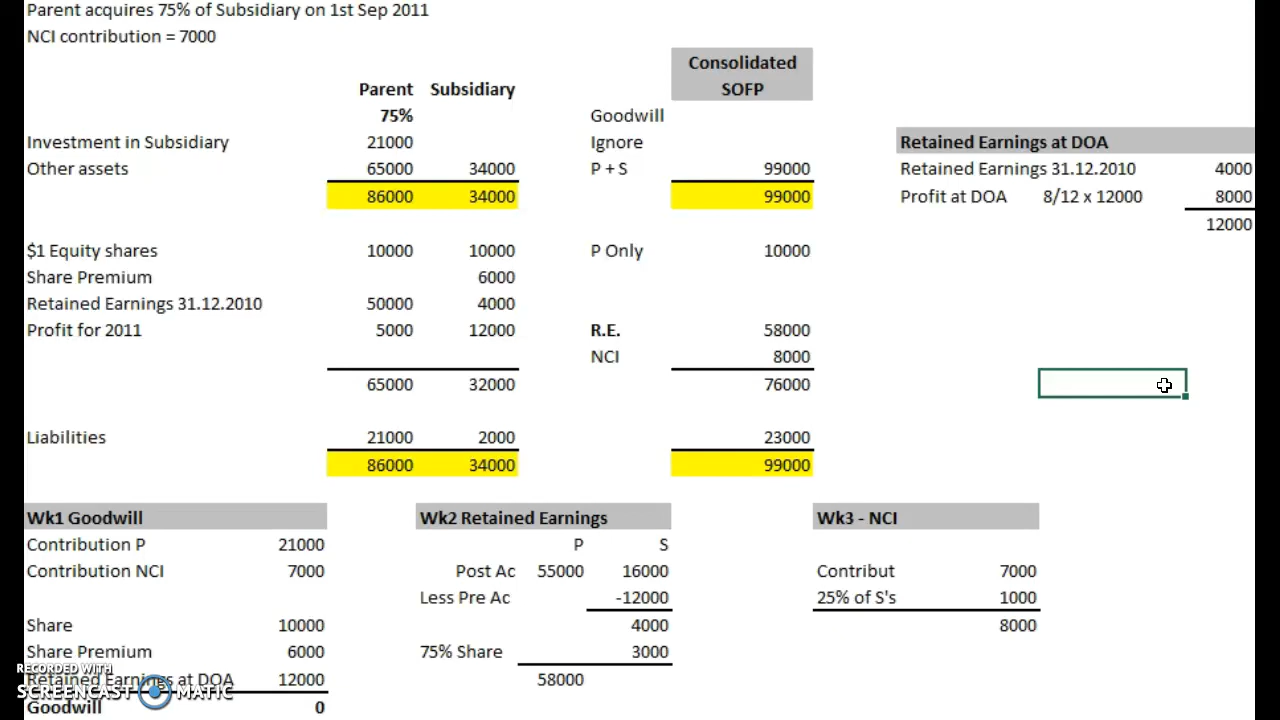 Parent acquires 75% of Subsidiary on 1st Sep 2011
NCI contribution = 7000
Consolidated
Parent Subsidiary SOFP
75% Goodwill
Investment in Subsidiary 21000 Ignore Retained Earnings at DOA
Other assets 65000 34000 P + S 99000 Retained Earnings 31.12.2010 4000
86000 34000 99000 Profit at DOA 8/12 x 12000 8000
12000
$1 Equity shares 10000 10000 P Only 10000
Share Premium 6000
Retained Earnings 31.12.2010 50000 4000
Profit for 2011 5000 12000 R.E. 58000
NCI 8000
65000 32000 76000
Liabilities 21000 2000 23000
86000 34000 99000
Wk1 Goodwill Wk2 Retained Earnings Wk3 - NCI
Contribution P 21000 P S
Contribution NCI 7000 Post Ac 55000 16000 Contribut 7000
Less Pre Ac -12000 25% of S's 1000
Share 10000 4000 8000
Share Premium 6000 75% Share 3000
RECORDED WITH
Retained Earnings at DOA 12000 58000
SCREENCAST MATIC
Goodwill 0